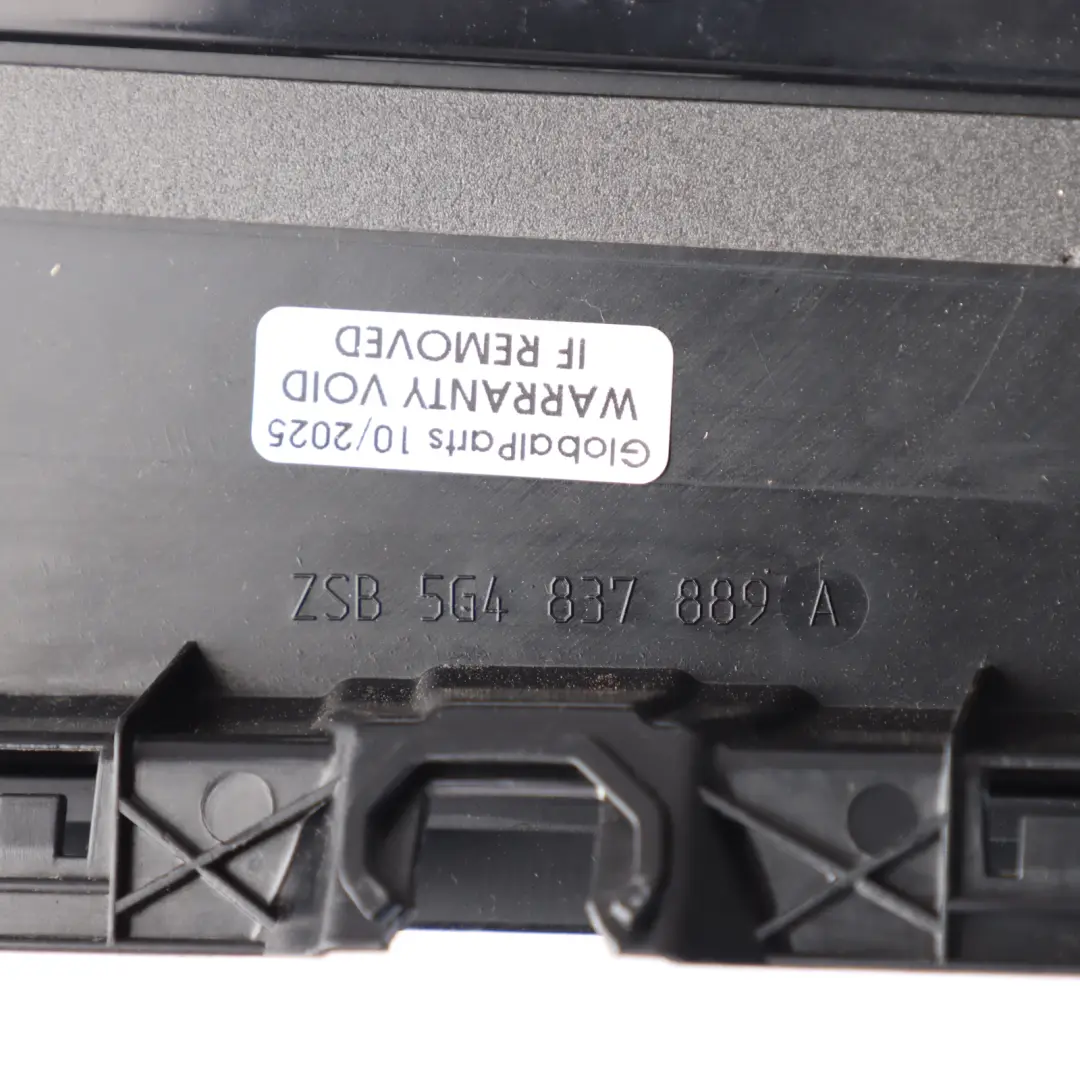 GlobalParts 10/2025
WARRANTY VOID
IF REMOVED
ZSB 5G4 837 889 A